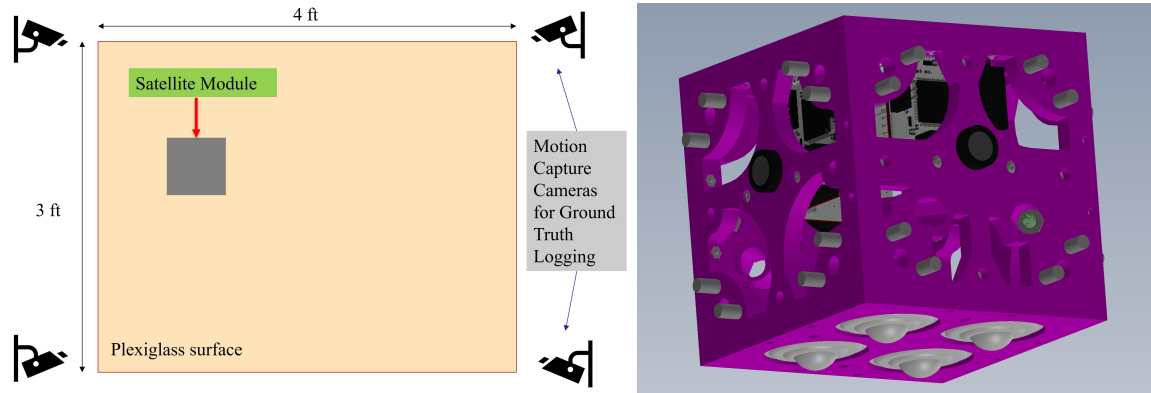 4 ft
Satellite Module
3 ft
Motion
Capture
Cameras
for Ground
Truth
Logging
Plexiglass surface